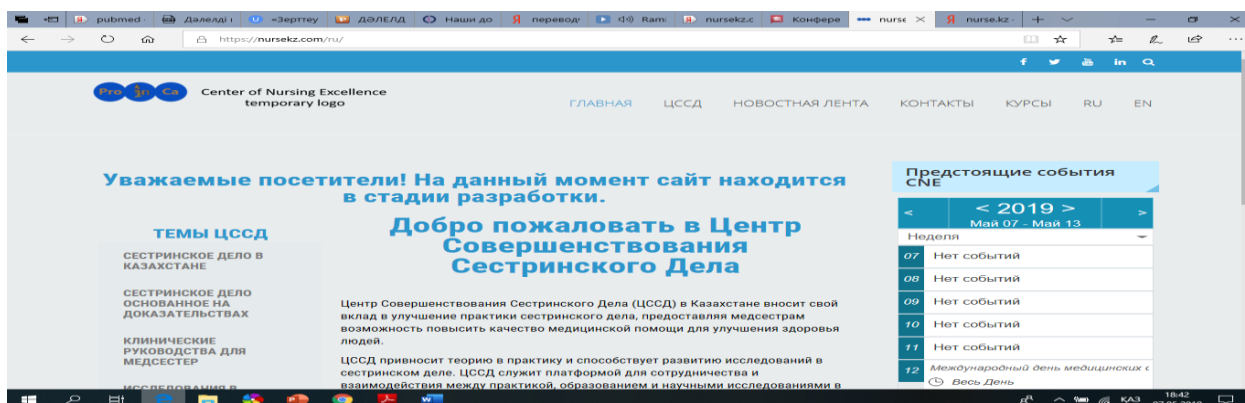 pubmed
Дәлелді
«Зерттеу
ДӘЛЕЛД
Наши до
перевод
Ram
nursekz.c
Конфере
nurse
nurse.kz
https://nursekz.com/ru/
f
in
Pro in Ca
Center of Nursing Excellence
temporary logo
ГЛАВНАЯ ЦССД НОВОСТНАЯ ЛЕНТА КОНТАКТЫ КУРСЫ RU EN
Уважаемые посетители! На данный момент сайт находится
в стадии разработки.
ТЕМЫ ЦССД
СЕСТРИНСКОЕ ДЕЛО В
КАЗАХСТАНЕ
СЕСТРИНСКОЕ ДЕЛО
ОСНОВАННОЕ НА
ДОКАЗАТЕЛЬСТВАХ
КЛИНИЧЕСКИЕ
РУКОВОДСТВА ДЛЯ
МЕДСЕСТЕР
ИССЛЕДОВАНИЯ В
Добро пожаловать в Центр
Совершенствования
Сестринского Дела
Центр Совершенствования Сестринского Дела (ЦССД) в Казахстане вносит свой
вклад в улучшение практики сестринского дела, предоставляя медсестрам
возможность повысить качество медицинской помощи для улучшения здоровья
людей.
ЦССД привносит теорию в практику и способствует развитию исследований в
сестринском деле. ЦССД служит платформой для сотрудничества и
взаимодействия между практикой, образованием и научными исследованиями в
Предстоящие события
CNE
< < 2019 > >
Май 07 - Май 13
Неделя
07 Нет событий
08 Нет событий
09 Нет событий
10 Нет событий
11 Нет событий
12 Международный день медицинских с
Весь День
ҚАЗ
18:42
07.05.2019